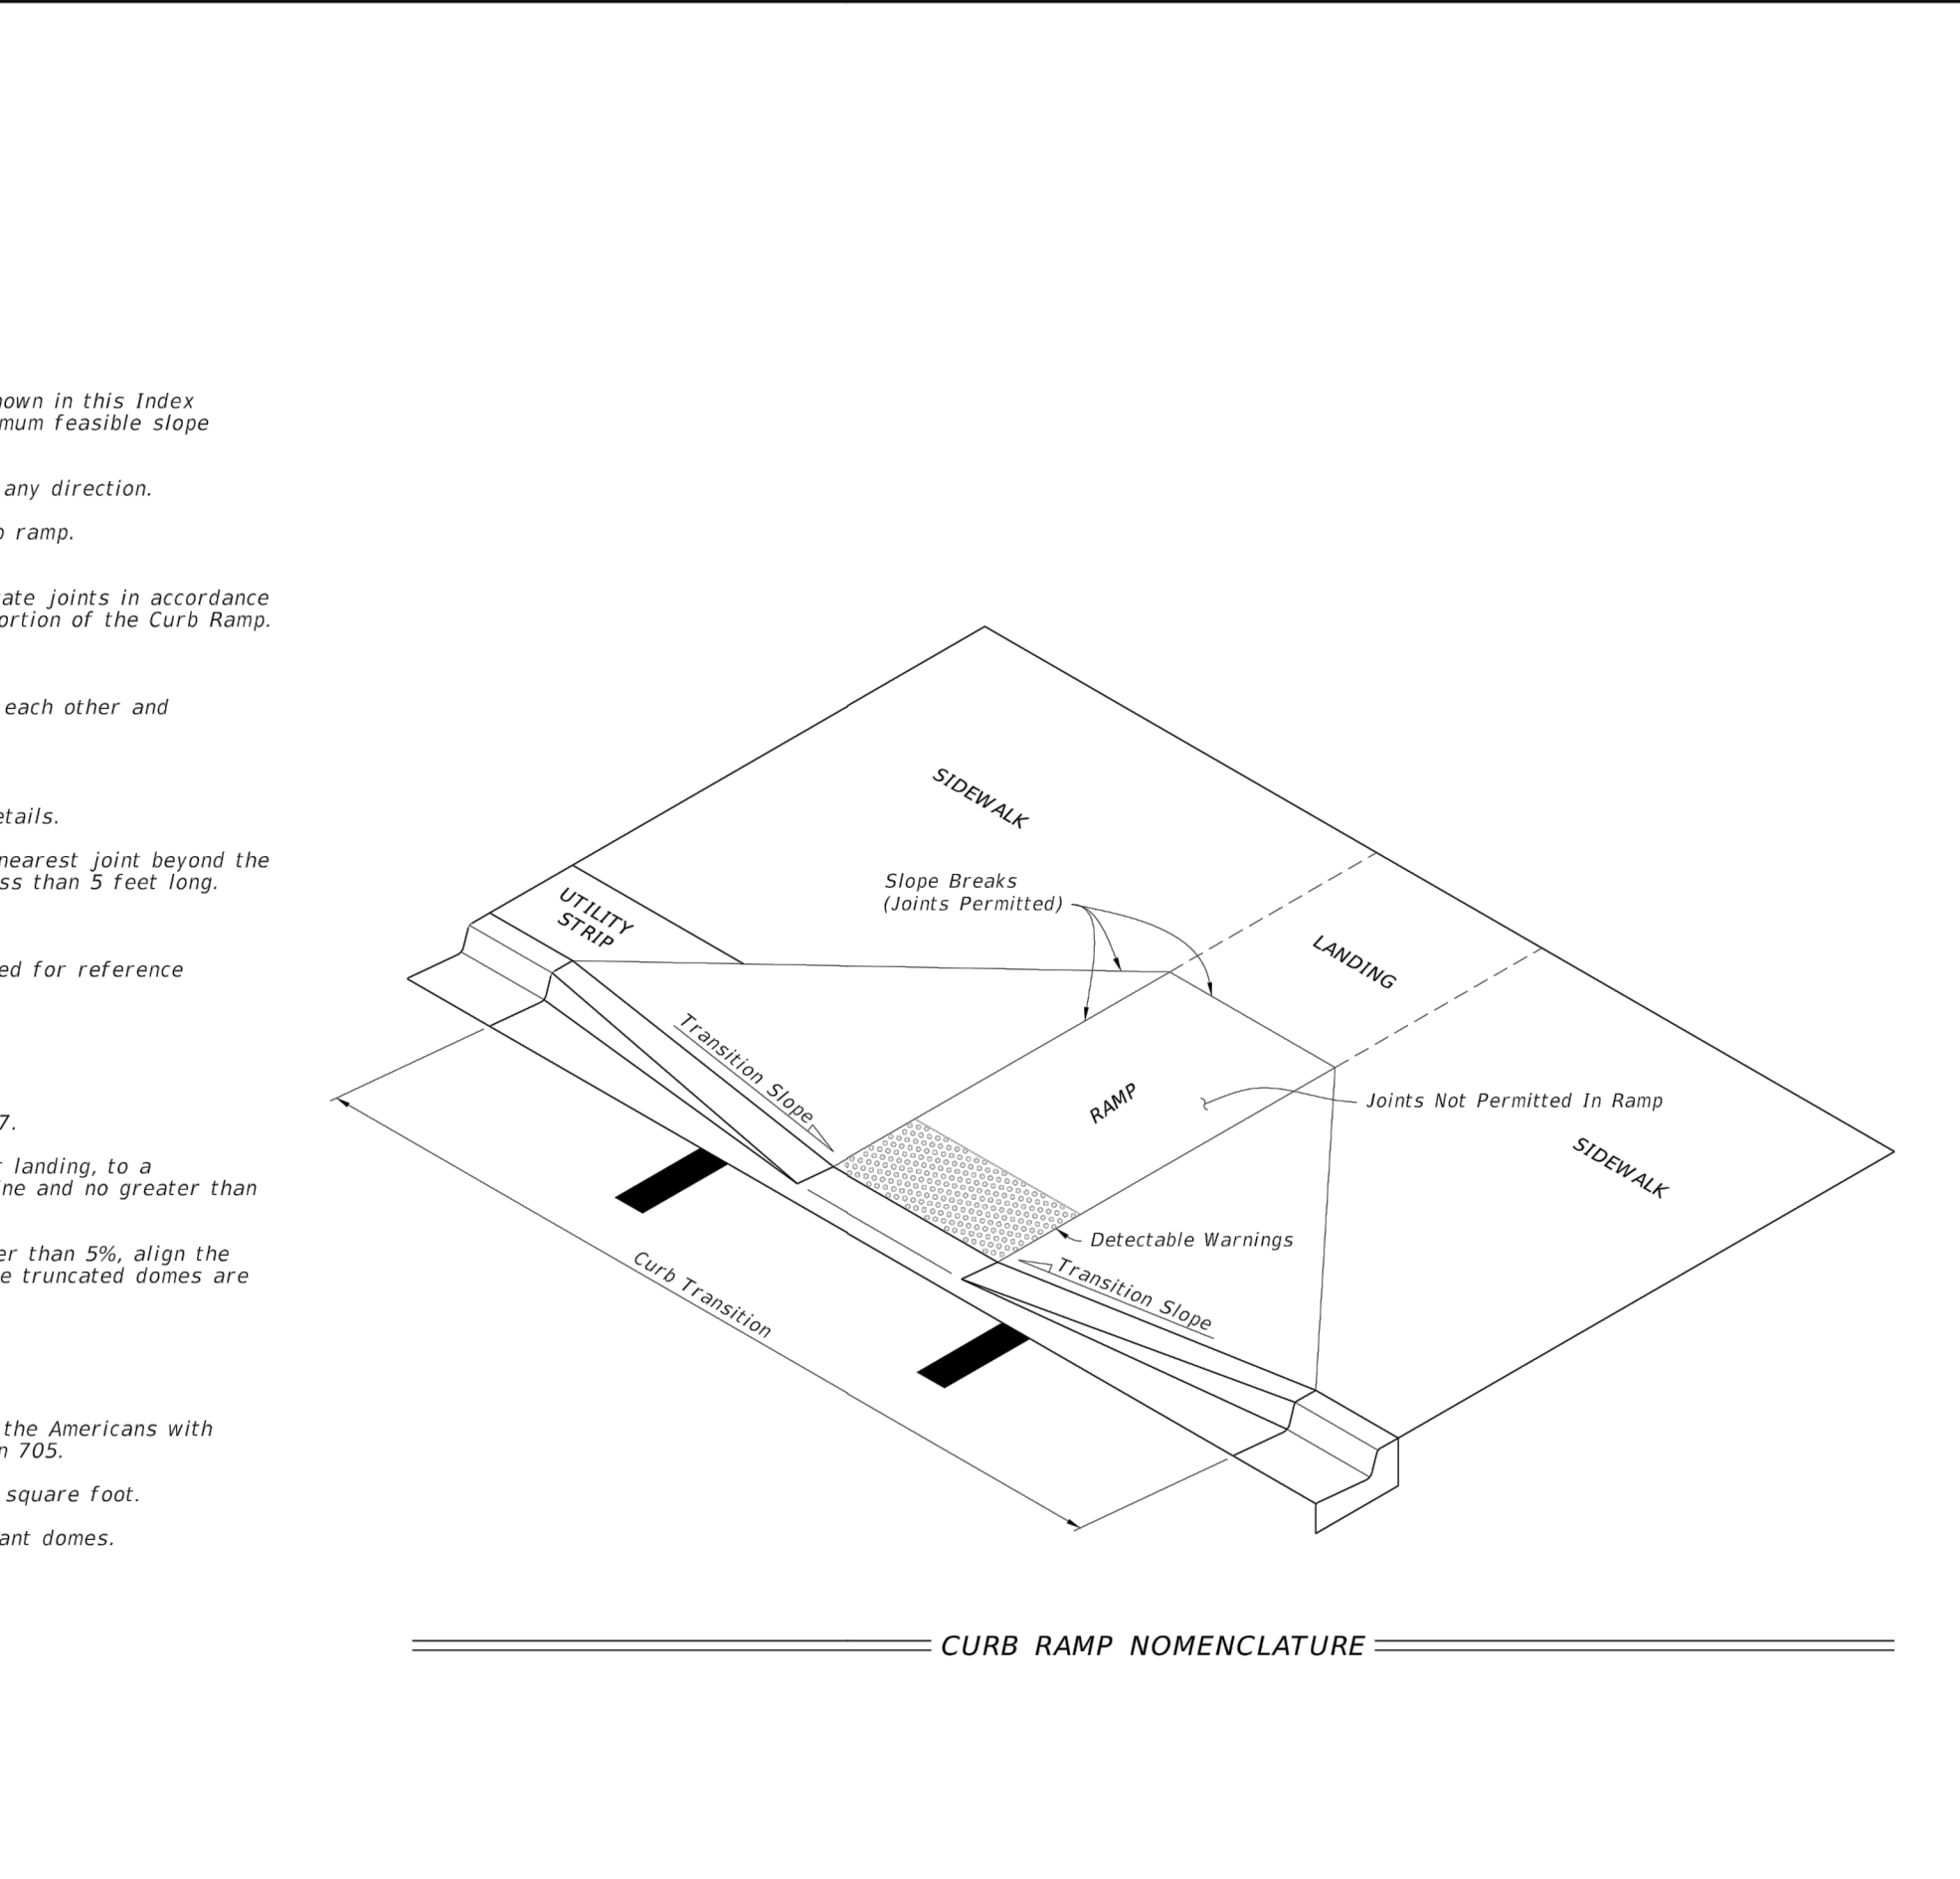 hown in this Index
mum feasible slope
any direction.
ramp.
ate joints in accordance
ortion of the Curb Ramp.
each other and
etails.
nearest joint beyond the
ss than 5 feet long.
ed for reference
7.
landing, to a
ine and no greater than
er than 5%, align the
e truncated domes are
the Americans with
n 705.
square foot.
ant domes.
SIDEWALK
UTILITY
STRIP
Slope Breaks
(Joints Permitted)
LANDING
Transition Slope
RAMP
Joints Not Permitted In Ramp
SIDEWALK
Detectable Warnings
Transition Slope
Curb Transition
CURB RAMP NOMENCLATURE